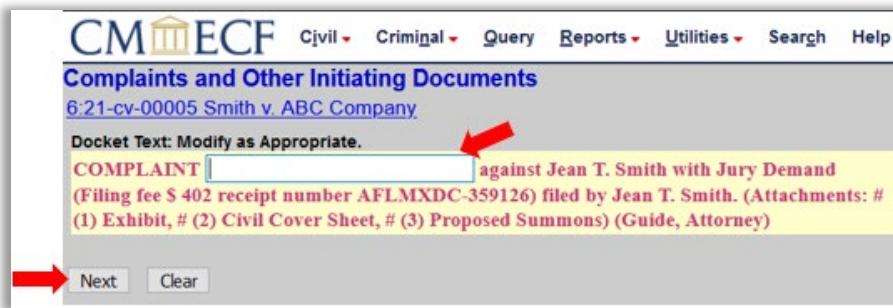 CM ECF Civil Criminal Query Reports Utilities Search Help
Complaints and Other Initiating Documents
6:21-cv-00005 Smith v. ABC Company
Docket Text: Modify as Appropriate.
COMPLAINT against Jean T. Smith with Jury Demand
(Filing fee $ 402 receipt number AFLMXDC-359126) filed by Jean T. Smith. (Attachments: #
(1) Exhibit, # (2) Civil Cover Sheet, # (3) Proposed Summons) (Guide, Attorney)
Next Clear